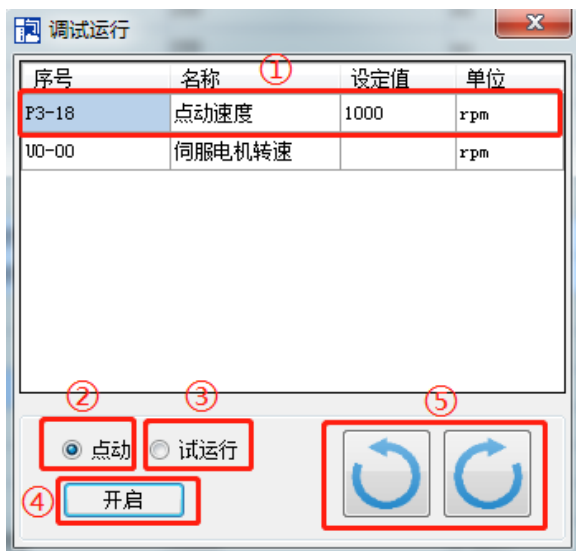 调试运行
x
①
序号 名称 设定值 单位
P3-18 点动速度 1000 rpm
U0-00 伺服电机转速 rpm
② ③ ⑤
点动 试运行
④ 开启